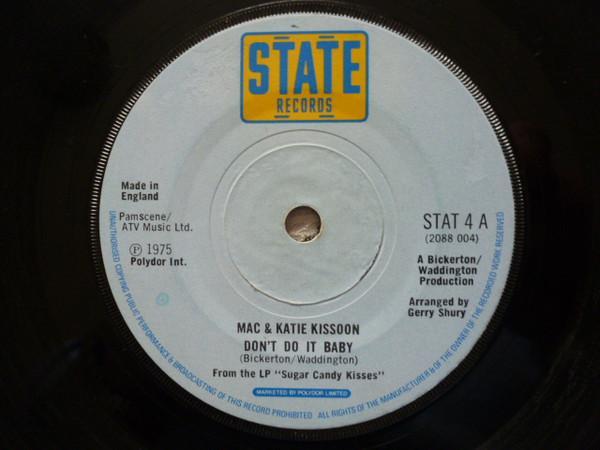 STATE
RECORDS
Made in
England
Pamscene/
ATV Music Ltd.
Ⓟ 1975
Polydor Int.
STAT 4 A
(2088 004)
A Bickerton/
Waddington
Production
Arranged by
Gerry Shury
MAC & KATIE KISSOON
DON'T DO IT BABY
(Bickerton/Waddington)
From the LP "Sugar Candy Kisses"
MARKETED BY POLYDOR LIMITED
UNAUTHORISED COPYING PUBLIC PERFORMANCE & BROADCASTING OF THIS RECORD PROHIBITED ALL RIGHTS OF THE MANUFACTURER & OF THE OWNER OF THE RECORDED WORK RESERVED